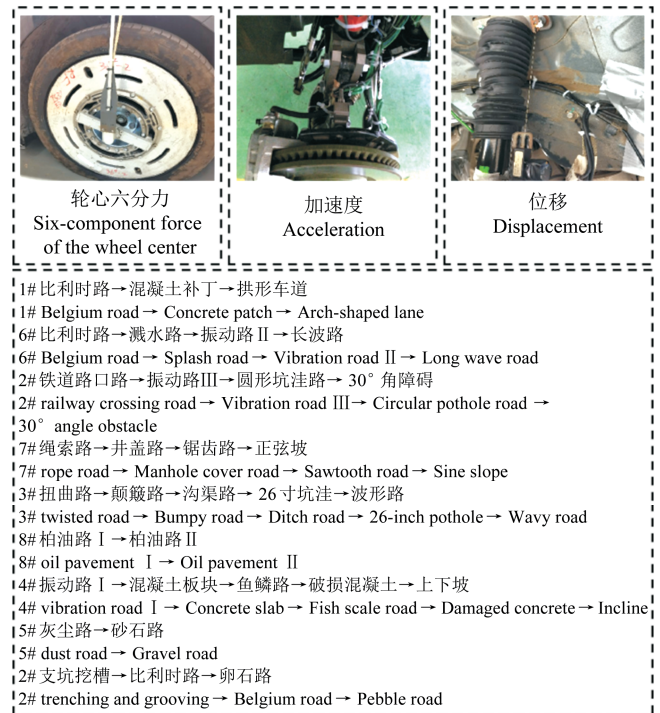 轮心六分力
Six-component force
of the wheel center
加速度
Acceleration
位移
Displacement
1# 比利时路→混凝土补丁→拱形车道
1# Belgium road→ Concrete patch→ Arch-shaped lane
6# 比利时路→溅水路→振动路Ⅱ→长波路
6# Belgium road→ Splash road→ Vibration road Ⅱ→ Long wave road
2# 铁道路口路→振动路Ⅲ→圆形坑洼路→ 30° 角障碍
2# railway crossing road→ Vibration road Ⅲ→ Circular pothole road →
30° angle obstacle
7# 绳索路→井盖路→锯齿路→正弦坡
7# rope road→ Manhole cover road→ Sawtooth road→ Sine slope
3# 扭曲路→颠簸路→沟渠路→ 26 寸坑洼→波形路
3# twisted road→ Bumpy road→ Ditch road→ 26-inch pothole→ Wavy road
8# 柏油路Ⅰ→柏油路Ⅱ
8# oil pavement Ⅰ→ Oil pavement Ⅱ
4# 振动路Ⅰ→混凝土板块→鱼鳞路→破损混凝土→上下坡
4# vibration road Ⅰ→ Concrete slab→ Fish scale road→ Damaged concrete→ Incline
5# 灰尘路→砂石路
5# dust road→ Gravel road
2# 支坑挖槽→比利时路→卵石路
2# trenching and grooving→ Belgium road→ Pebble road